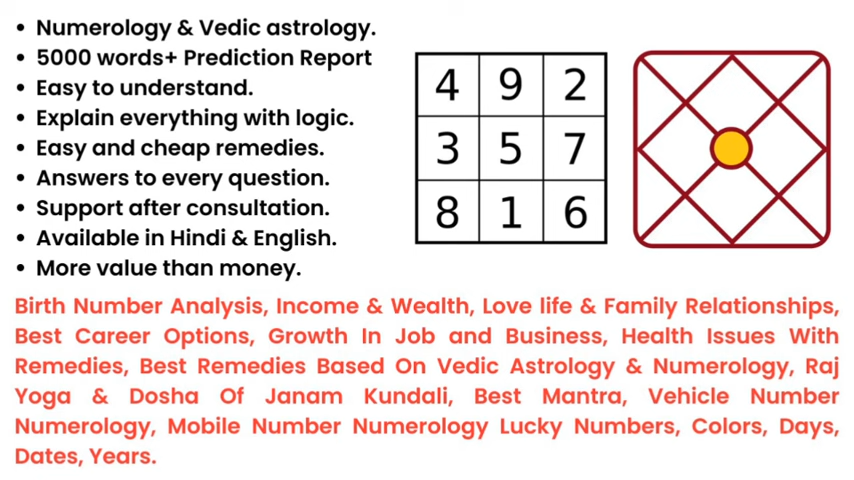 • Numerology & Vedic astrology.
• 5000 words+ Prediction Report
• Easy to understand.
• Explain everything with logic.
• Easy and cheap remedies.
• Answers to every question.
• Support after consultation.
• Available in Hindi & English.
• More value than money.
4 9 2
3 5 7
8 1 6
Birth Number Analysis, Income & Wealth, Love life & Family Relationships,
Best Career Options, Growth In Job and Business, Health Issues With
Remedies, Best Remedies Based On Vedic Astrology & Numerology, Raj
Yoga & Dosha Of Janam Kundali, Best Mantra, Vehicle Number
Numerology, Mobile Number Numerology Lucky Numbers, Colors, Days,
Dates, Years.